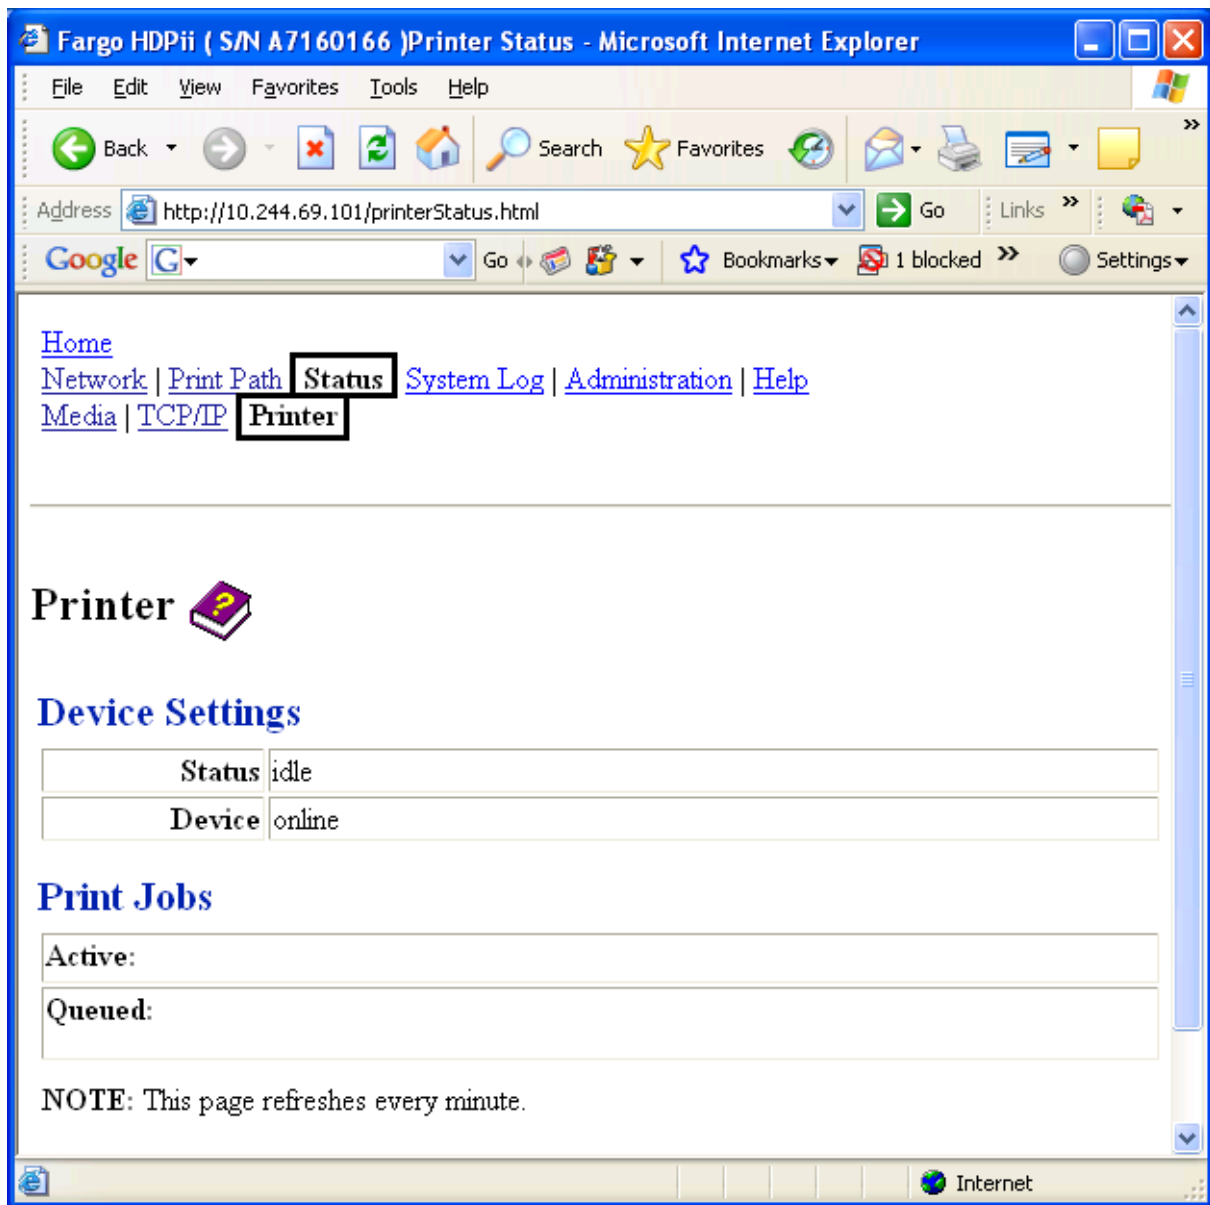 Fargo HDPii ( S/N A7160166 )Printer Status - Microsoft Internet Explorer
File Edit View Favorites Tools Help
Back Search Favorites »
Address http://10.244.69.101/printerStatus.html Go Links »
Google G Go Bookmarks 1 blocked » Settings
Home
Network | Print Path Status System Log | Administration | Help
Media | TCP/IP Printer
Printer ?
Device Settings
Status idle
Device online
Print Jobs
Active:
Queued:
NOTE: This page refreshes every minute.
Internet